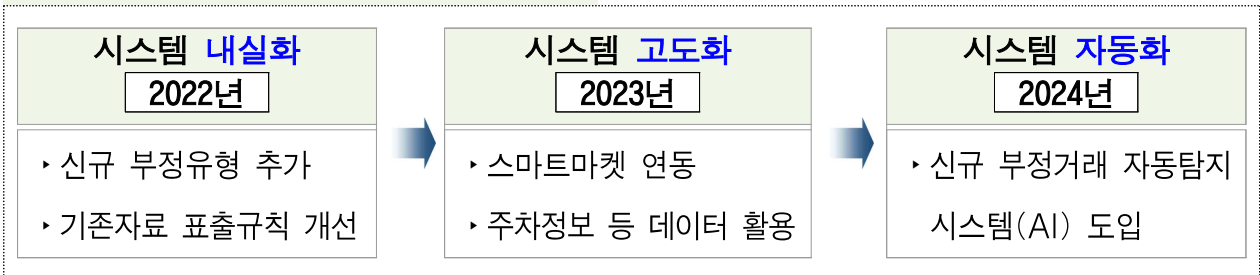 시스템 내실화
2022년
‣ 신규 부정유형 추가
‣ 기존자료 표출규칙 개선
시스템 고도화
2023년
‣ 스마트마켓 연동
‣ 주차정보 등 데이터 활용
시스템 자동화
2024년
‣ 신규 부정거래 자동탐지
시스템(AI) 도입